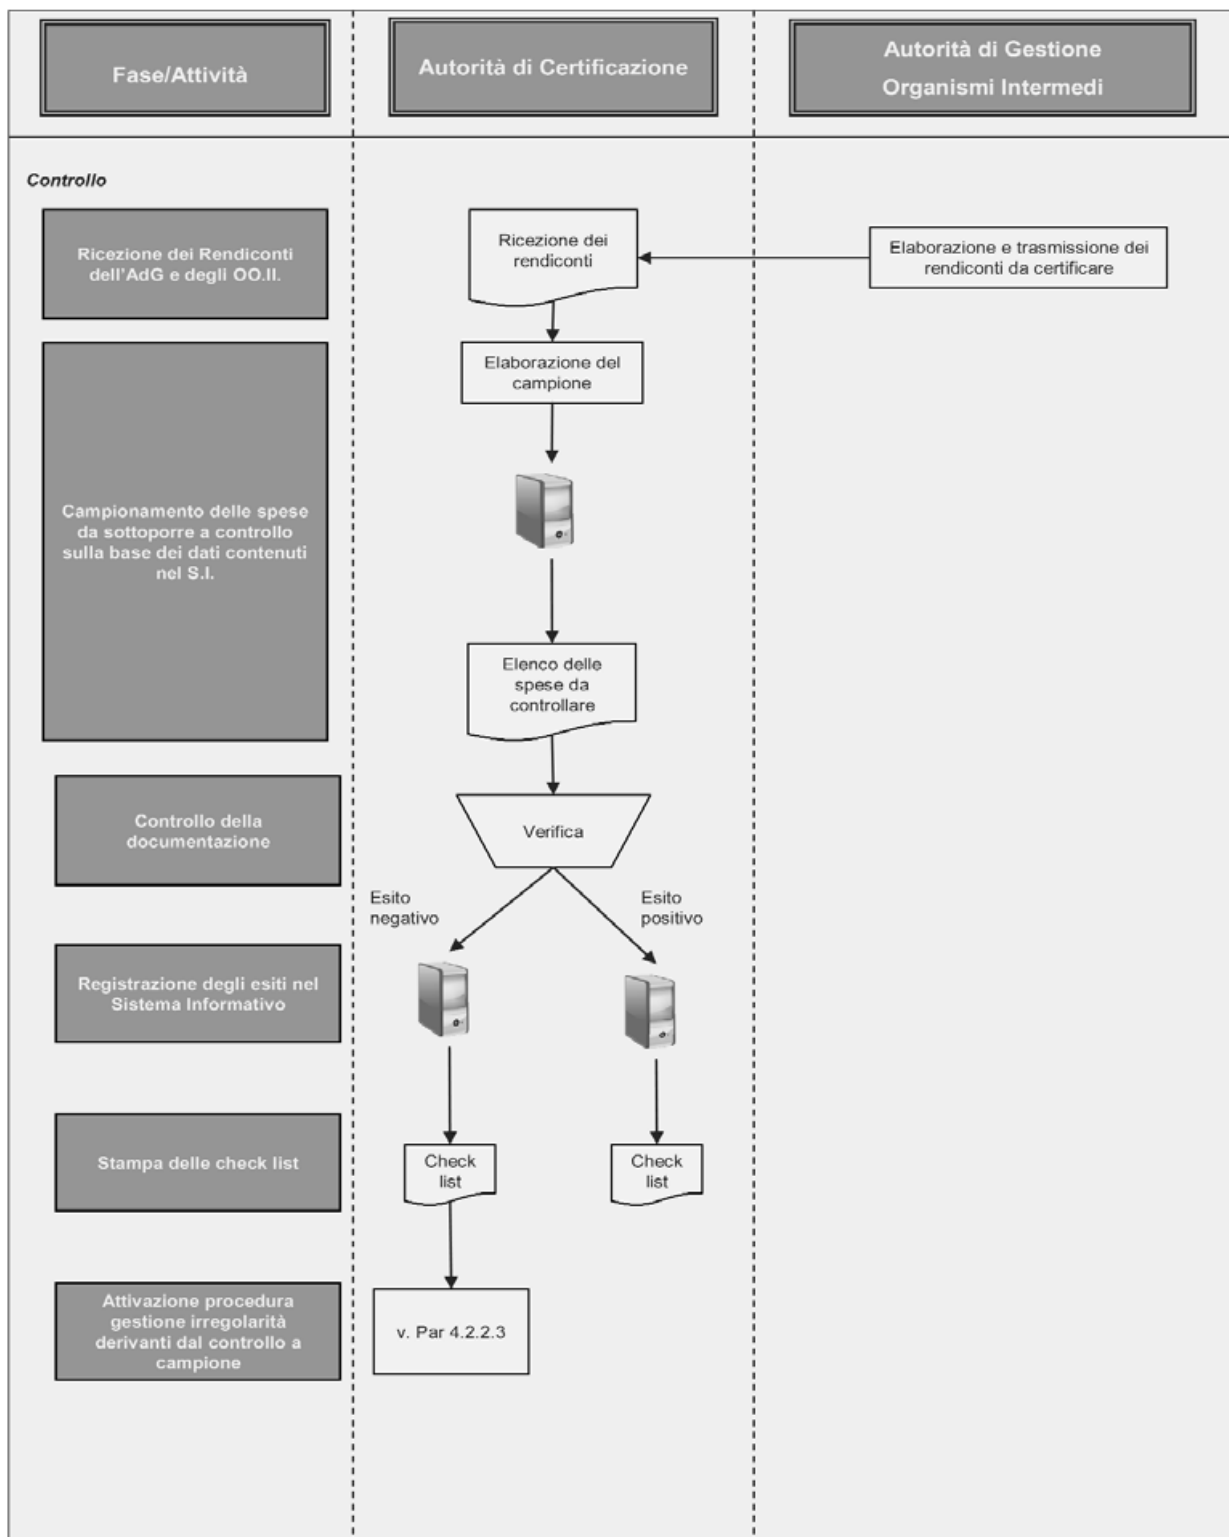 Fase/Attività
Autorità di Certificazione
Autorità di Gestione
Organismi Intermedi
Controllo
Ricezione dei Rendiconti
dell'AdG e degli OO.II.
Ricezione dei
rendiconti
Elaborazione e trasmissione dei
rendiconti da certificare
Campionamento delle spese
da sottoporre a controllo
sulla base dei dati contenuti
nel S.I.
Elaborazione del
campione
Elenco delle
spese da
controllare
Controllo della
documentazione
Verifica
Esito
negativo
Esito
positivo
Registrazione degli esiti nel
Sistema Informativo
Stampa delle check list
Check
list
Check
list
Attivazione procedura
gestione irregolarità
derivanti dal controllo a
campione
v. Par 4.2.2.3